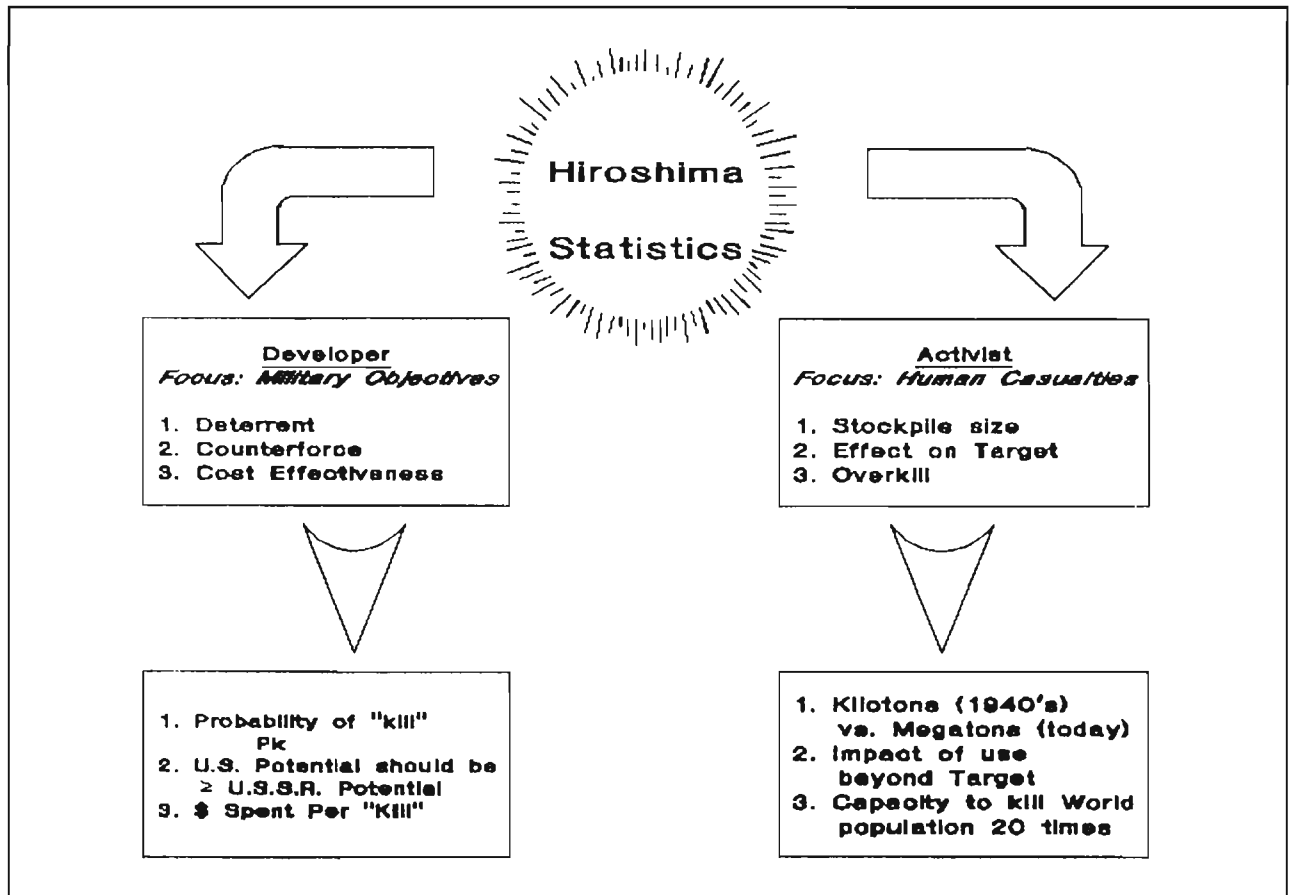 Hiroshima
Statistics
Developer
Focus: Military Objectives
1. Deterrent
2. Counterforce
3. Cost Effectiveness
Activist
Focus: Human Casualties
1. Stockpile size
2. Effect on Target
3. Overkill
1. Probability of "kill"
Pk
2. U.S. Potential should be
≥ U.S.S.R. Potential
3. $ Spent Per "Kill"
1. Kilotons (1940's)
vs. Megatons (today)
2. Impact of use
beyond Target
3. Capacity to kill World
population 20 times